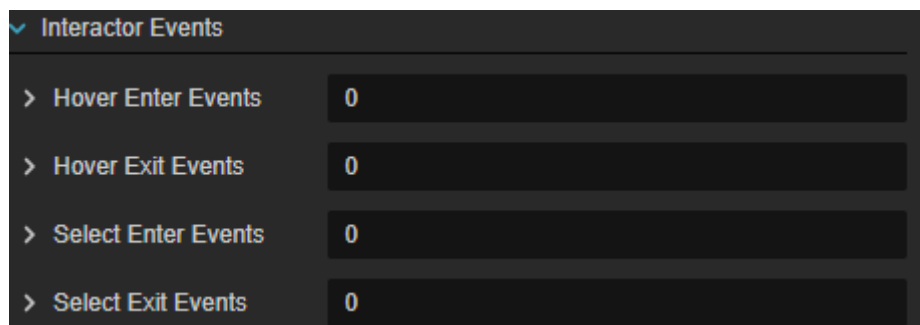 Interactor Events
Hover Enter Events 0
Hover Exit Events 0
Select Enter Events 0
Select Exit Events 0